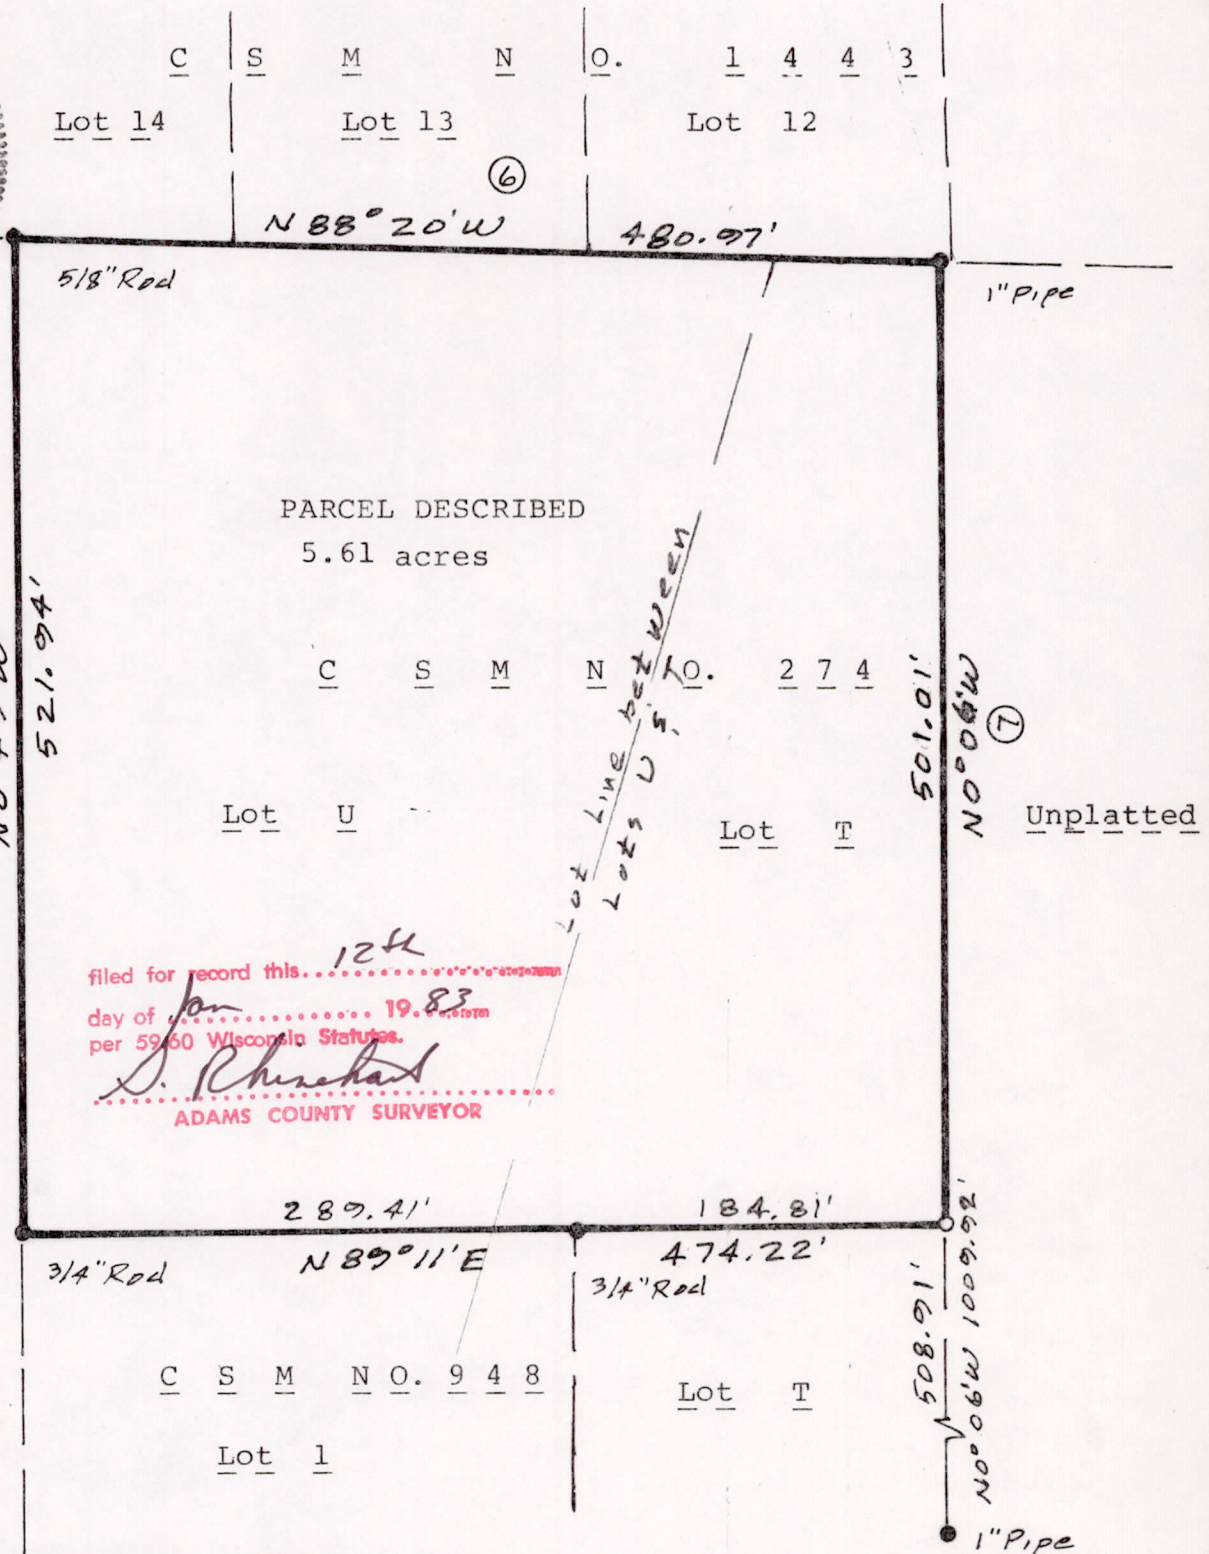 C S M N O. 1 4 4 3
Lot 14 Lot 13 Lot 12
6
N 88° 20' W 480.97'
5/8" Rod
1" Pipe
PARCEL DESCRIBED
5.61 acres
521.94'
C S M N O. 2 7 4
Lot Line between
Lots U & T
501.01'
N 0° 06' W
7
Unplatted
Lot U
Lot T
filed for record this 12th
day of Jan 19 83
per 59.60 Wisconsin Statutes.
S. Rhinehart
ADAMS COUNTY SURVEYOR
289.41' 184.81'
N 89° 11' E 474.22'
3/4" Rod 3/4" Rod
508.91'
N 0° 06' W 1009.92'
C S M N O. 9 4 8
Lot T
Lot 1
1" Pipe